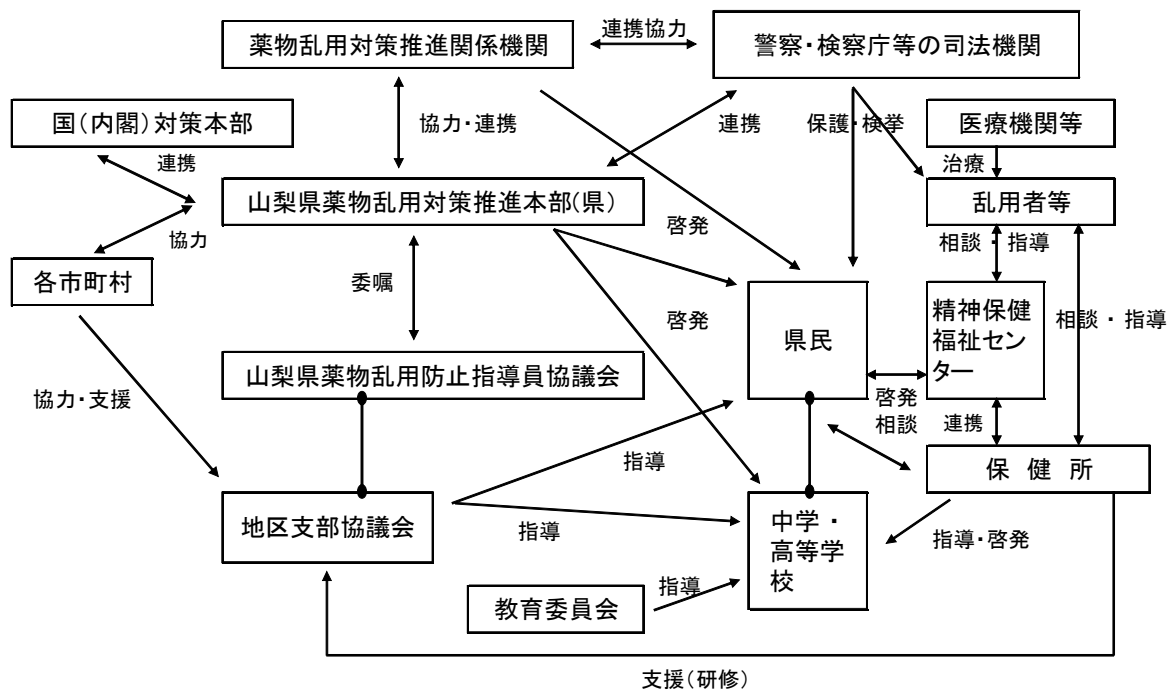 薬物乱用対策推進関係機関
連携協力
警察・検察庁等の司法機関
国(内閣)対策本部
協力・連携
連携
保護・検挙
医療機関等
連携
治療
山梨県薬物乱用対策推進本部(県)
乱用者等
協力
啓発
相談 ・ 指導
各市町村
委嘱
啓発
県民
精神保健
福祉セン
ター
相談 ・ 指導
山梨県薬物乱用防止指導員協議会
協力・支援
啓発
相談
連携
指導
保 健 所
地区支部協議会
指導
中学・
高等学
校
指導・啓発
教育委員会
指導
支援(研修)